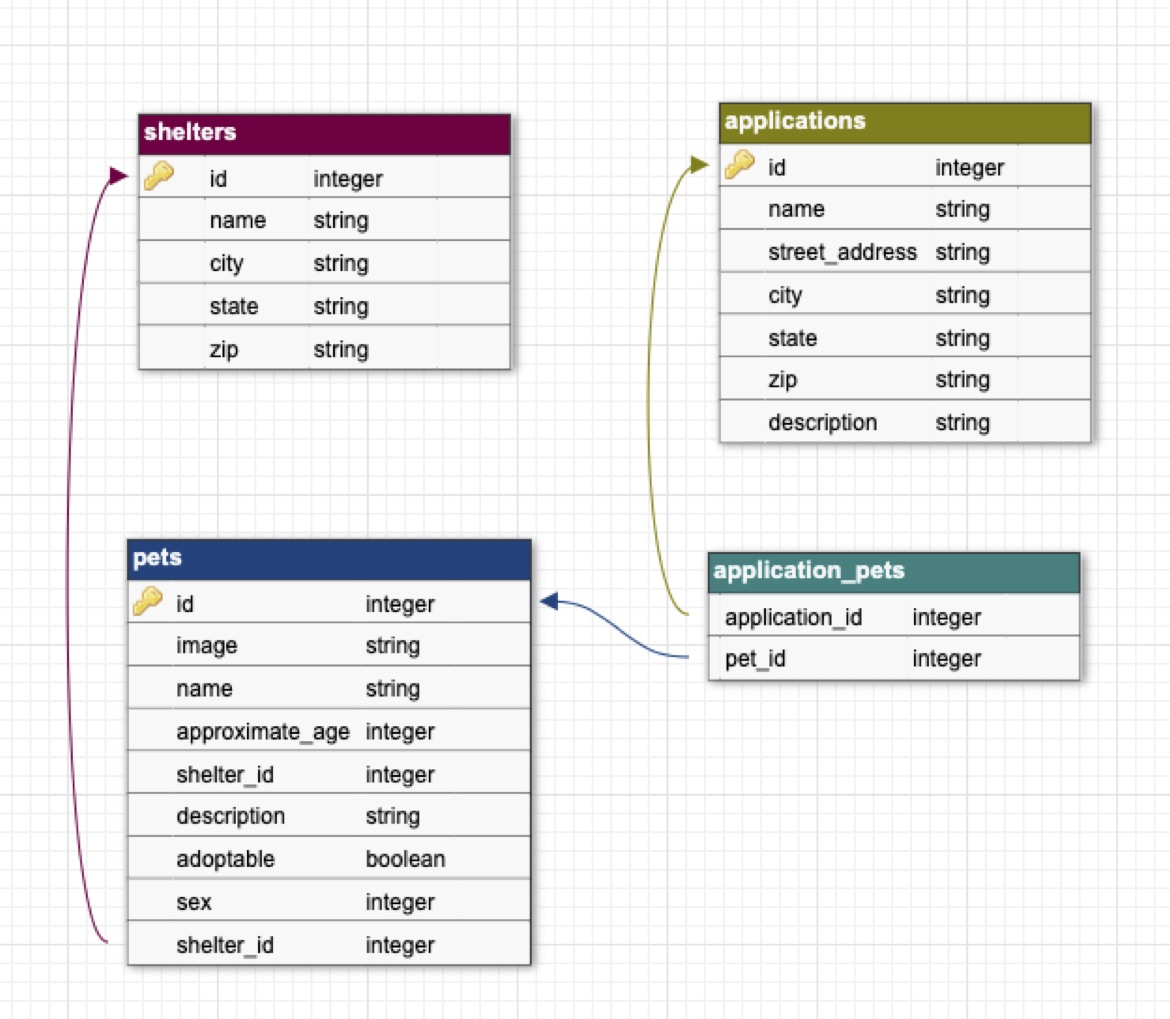 shelters
id integer
name string
city string
state string
zip string
applications
id integer
name string
street_address string
city string
state string
zip string
description string
pets
id integer
image string
name string
approximate_age integer
shelter_id integer
description string
adoptable boolean
sex integer
shelter_id integer
application_pets
application_id integer
pet_id integer